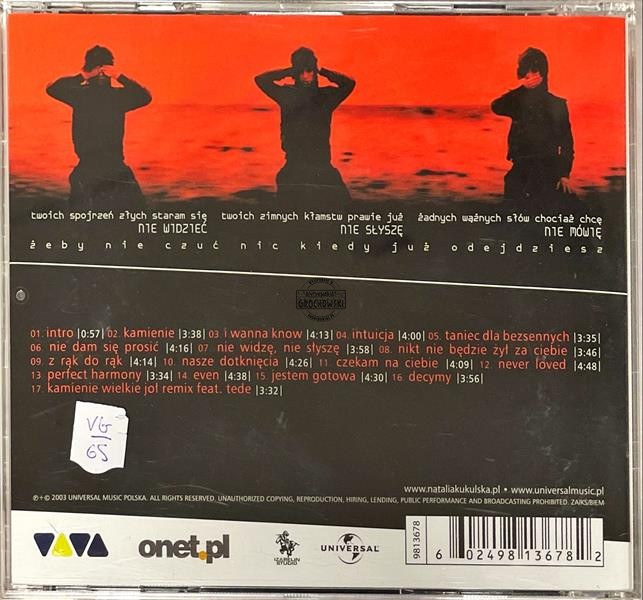 twoich spojrzeń złych staram się twoich zimnych kłamstw prawie już żadnych ważnych słów chociaż chcę
NIE WIDZIEĆ NIE SŁYSZĘ NIE MÓWIĘ
żeby nie czuć nic kiedy już odejdziesz
GROCHOWSKI
01. intro |0:57| 02. kamienie |3:38| 03. i wanna know |4:13| 04. intuicja |4:00| 05. taniec dla bezsennych |3:35|
06. nie dam się prosić |4:16| 07. nie widzę, nie słyszę |3:58| 08. nikt nie będzie żył za ciebie |3:46|
09. z rąk do rąk |4:14| 10. nasze dotknięcia |4:26| 11. czekam na ciebie |4:09| 12. never loved |4:48|
13 perfect harmony |3:34| 14. even |4:38| 15. jestem gotowa |4:30| 16. decymy |3:56|
17. kamienie wielkie joł remix feat. tede |3:32|
VG
65
www.nataliakukulska.pl • www.universalmusic.pl
℗+© 2003 UNIVERSAL MUSIC POLSKA. ALL RIGHTS RESERVED. UNAUTHORIZED COPYING, REPRODUCTION, HIRING, LENDING, PUBLIC PERFORMANCE AND BROADCASTING PROHIBITED. ZAIKS/BIEM
VIVA onet.pl IZABELIN STUDIO UNIVERSAL 9813678
6 02498 13678 2